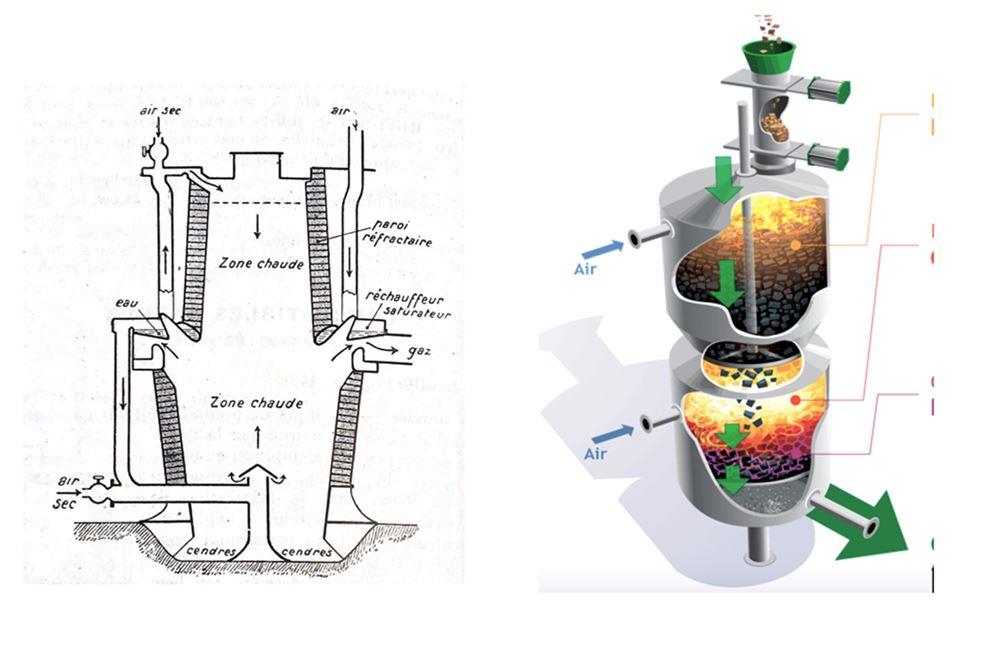 air sec
air
paroi
réfractaire
Zone chaude
eau
réchauffeur
saturateur
gaz
Zone chaude
air
sec
cendres
cendres
Air
Air